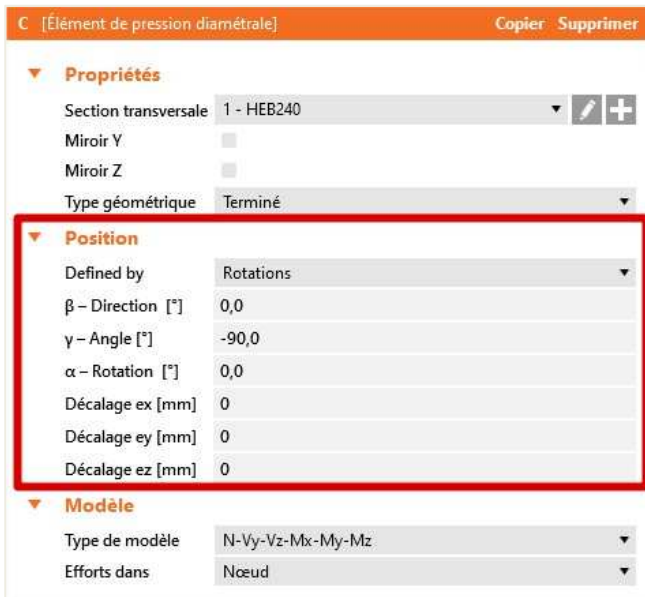 C [Élément de pression diamétrale] Copier Supprimer
Propriétés
Section transversale 1 - HEB240
Miroir Y
Miroir Z
Type géométrique Terminé
Position
Defined by Rotations
β – Direction [°] 0,0
γ – Angle [°] -90,0
α – Rotation [°] 0,0
Décalage ex [mm] 0
Décalage ey [mm] 0
Décalage ez [mm] 0
Modèle
Type de modèle N-Vy-Vz-Mx-My-Mz
Efforts dans Nœud